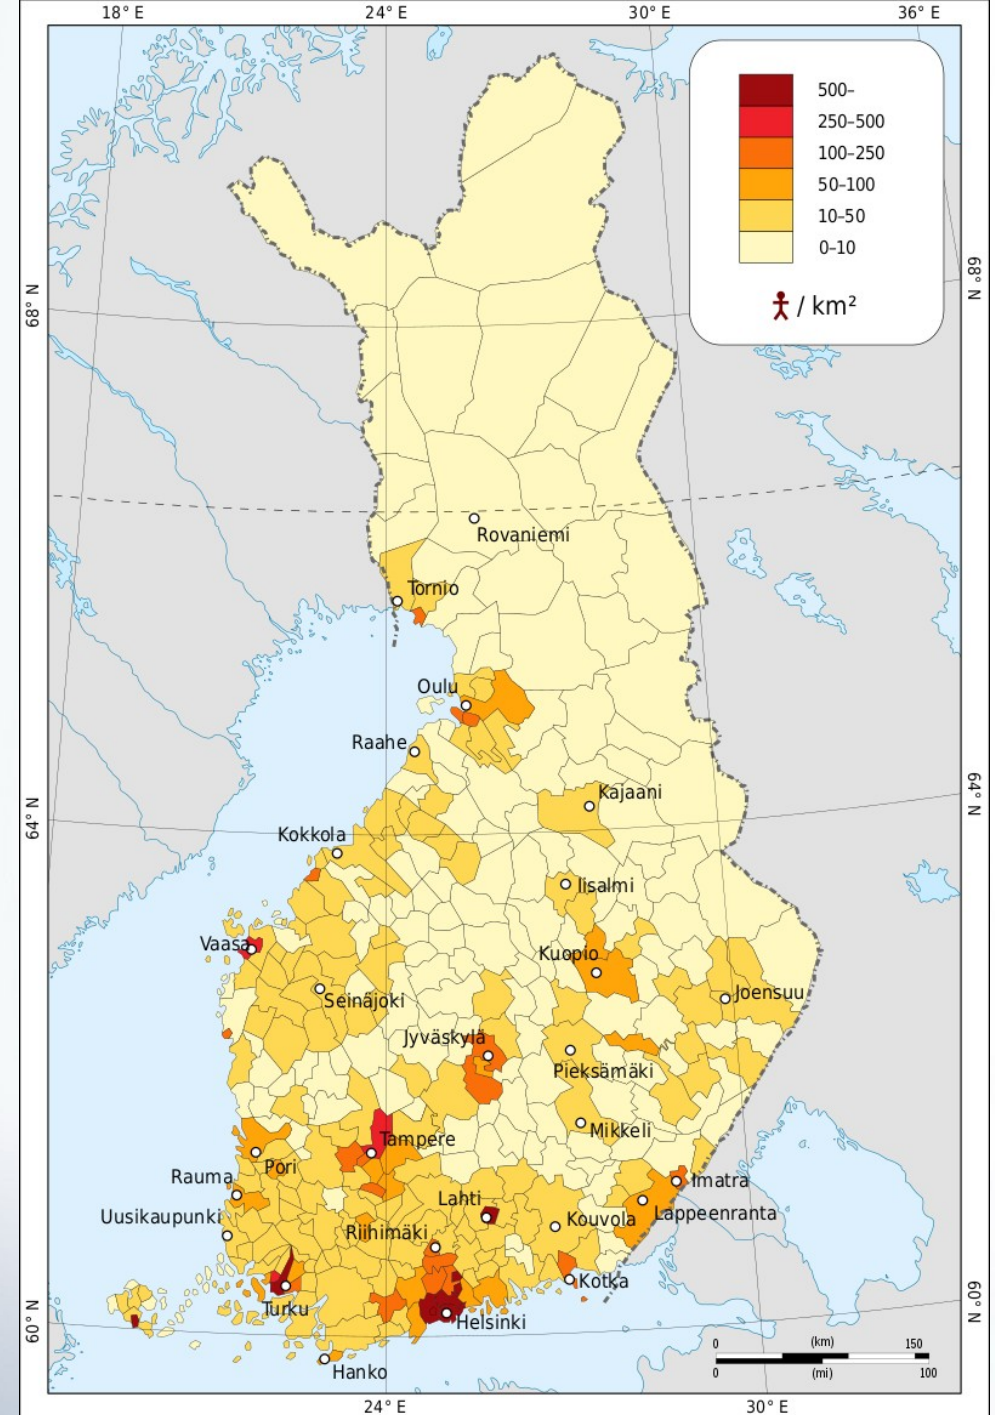 18° E
24° E
30° E
36° E
500–
250–500
100–250
50–100
10–50
0–10
/ km²
68° N
68° N
Rovaniemi
Tornio
Oulu
Raahe
Kajaani
64° N
64° N
Kokkola
Iisalmi
Vaasa
Kuopio
Seinäjoki
Joensuu
Jyväskylä
Pieksämäki
Mikkeli
Tampere
Pori
Rauma
Imatra
Lahti
Uusikaupunki
Lappeenranta
Kouvola
Riihimäki
Kotka
60° N
60° N
Turku
Helsinki
Hanko
0 (km) 150
0 (mi) 100
24° E
30° E